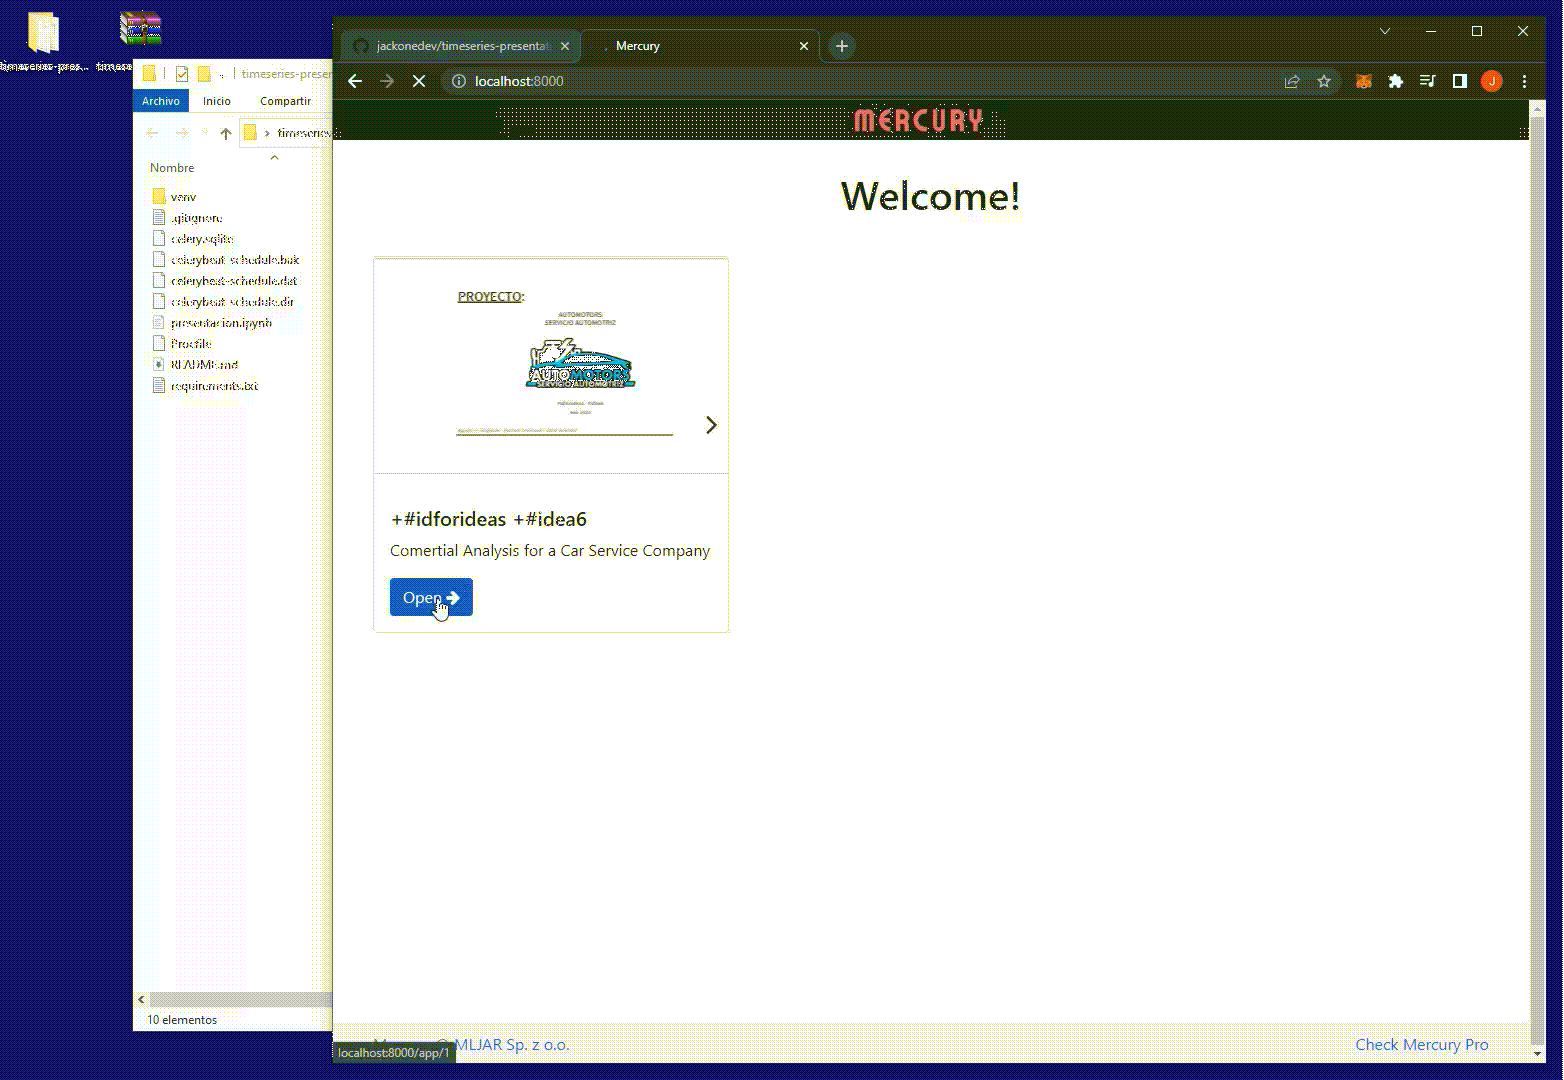 timeseries-pres...
timese
timeseries-preser
Archivo
Inicio
Compartir
timeseries
Nombre
venv
.gitignore
celery.sqlite
celerybeat-schedule.bak
celerybeat-schedule.dat
celerybeat-schedule.dir
presentacion.ipynb
Procfile
README.md
requirements.txt
10 elementos
jackonedev/timeseries-presentat
Mercury
localhost:8000
J
MERCURY
Welcome!
PROYECTO:
AUTOMOTORS
SERVICIO AUTOMOTRIZ
AUTOMOTORS
SERVICIO AUTOMOTRIZ
+#idforideas +#idea6
Comertial Analysis for a Car Service Company
Open
MLJAR Sp. z o.o.
Check Mercury Pro
localhost:8000/app/1